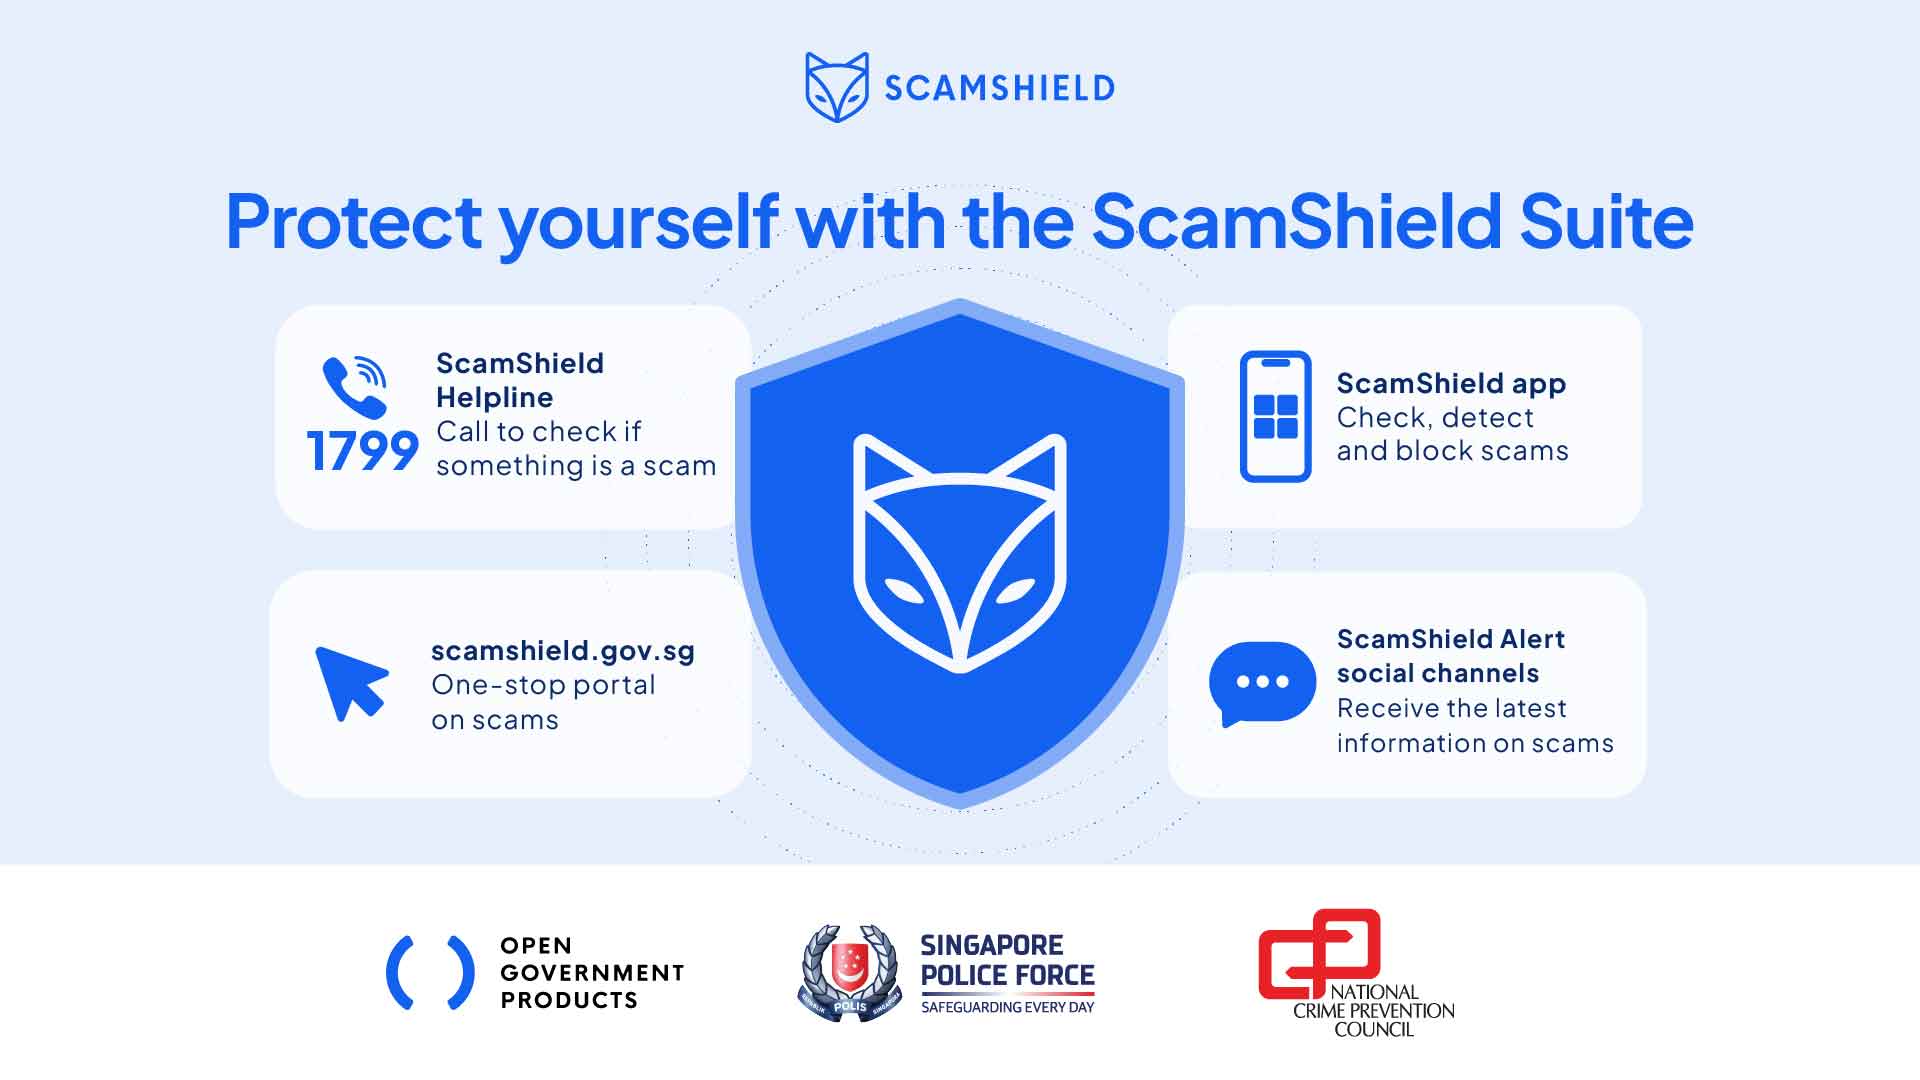 SCAMSHIELD
Protect yourself with the ScamShield Suite
1799
ScamShield
Helpline
Call to check if
something is a scam
ScamShield app
Check, detect
and block scams
scamshield.gov.sg
One-stop portal
on scams
ScamShield Alert
social channels
Receive the latest
information on scams
OPEN
GOVERNMENT
PRODUCTS
REPUBLIK
POLIS
SINGAPURA
SINGAPORE
POLICE FORCE
SAFEGUARDING EVERY DAY
NATIONAL
CRIME PREVENTION
COUNCIL